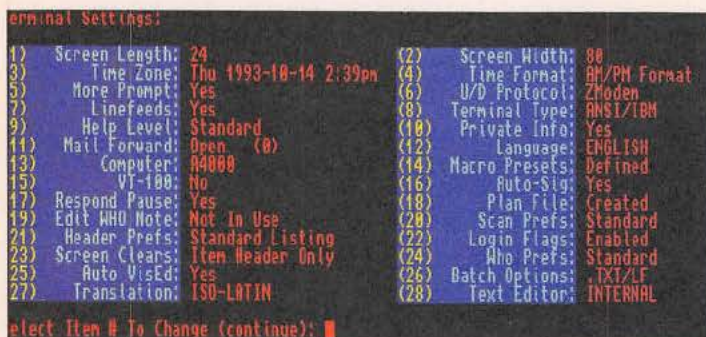 erminal Settings:
1) Screen Length: 24 (2) Screen Width: 80
3) Time Zone: Thu 1993-10-14 2:39pm (4) Time Format: AM/PM Format
5) More Prompt: Yes (6) U/D Protocol: ZModem
7) Linefeeds: Yes (8) Terminal Type: ANSI/IBM
9) Help Level: Standard (10) Private Info: Yes
11) Mail Forward: Open (0) (12) Language: ENGLISH
13) Computer: A4000 (14) Macro Presets: Defined
15) VT-100: No (16) Auto-Sig: Yes
17) Respond Pause: Yes (18) Plan File: Created
19) Edit WHO Note: Not In Use (20) Scan Prefs: Standard
21) Header Prefs: Standard Listing (22) Login Flags: Enabled
23) Screen Clears: Item Header Only (24) Who Prefs: Standard
25) Auto VisEd: Yes (26) Batch Options: .TXT/LF
27) Translation: ISO-LATIN (28) Text Editor: INTERNAL
elect Item # To Change (continue):